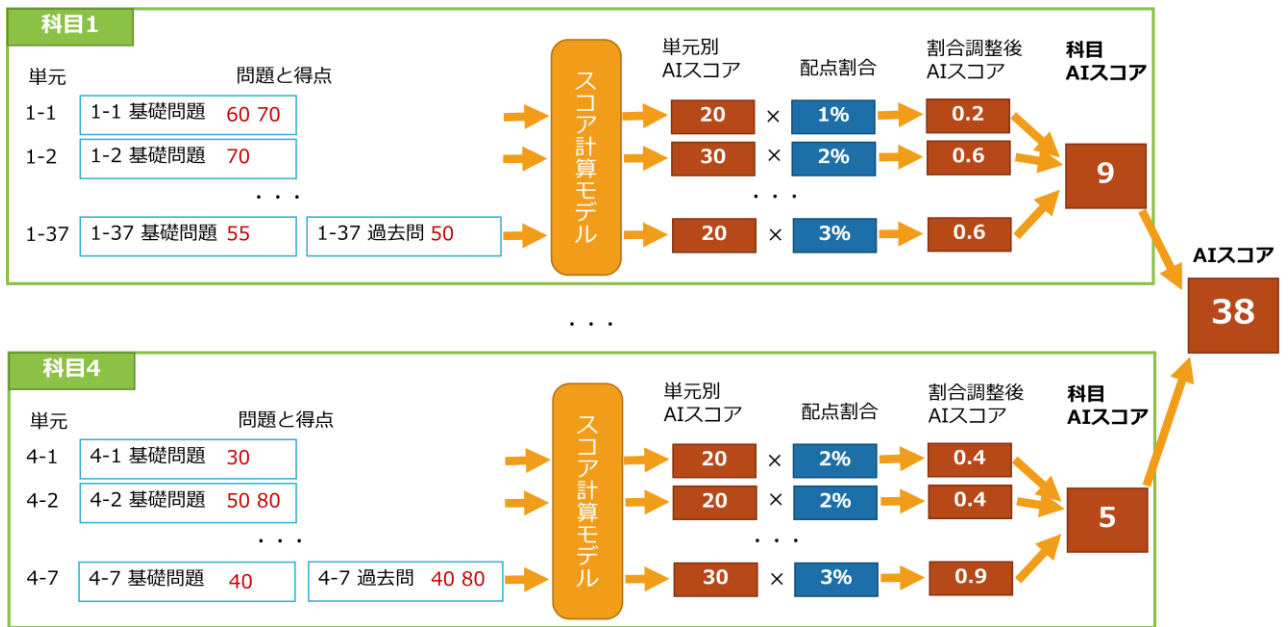 科目1
単元 問題と得点 単元別 AIスコア 配点割合 割合調整後 AIスコア 科目 AIスコア
1-1 1-1 基礎問題 60 70 20 × 1% 0.2
1-2 1-2 基礎問題 70 30 × 2% 0.6
・・・ ・・・
1-37 1-37 基礎問題 55 1-37 過去問 50 20 × 3% 0.6
スコア計算モデル
9
AIスコア
38
・・・
科目4
単元 問題と得点 単元別 AIスコア 配点割合 割合調整後 AIスコア 科目 AIスコア
4-1 4-1 基礎問題 30 20 × 2% 0.4
4-2 4-2 基礎問題 50 80 20 × 2% 0.4
・・・ ・・・
4-7 4-7 基礎問題 40 4-7 過去問 40 80 30 × 3% 0.9
スコア計算モデル
5